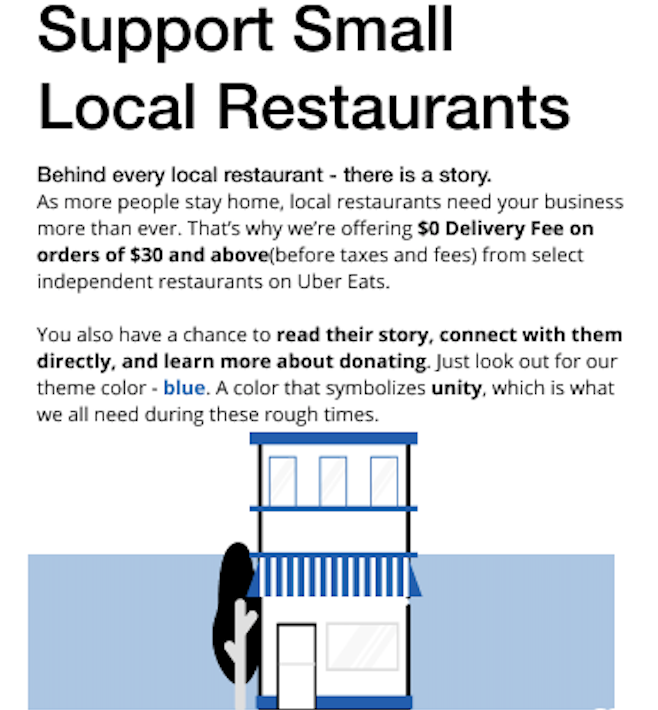 Support Small
Local Restaurants
Behind every local restaurant - there is a story.
As more people stay home, local restaurants need your business
more than ever. That's why we're offering $0 Delivery Fee on
orders of $30 and above(before taxes and fees) from select
independent restaurants on Uber Eats.
You also have a chance to read their story, connect with them
directly, and learn more about donating. Just look out for our
theme color - blue. A color that symbolizes unity, which is what
we all need during these rough times.